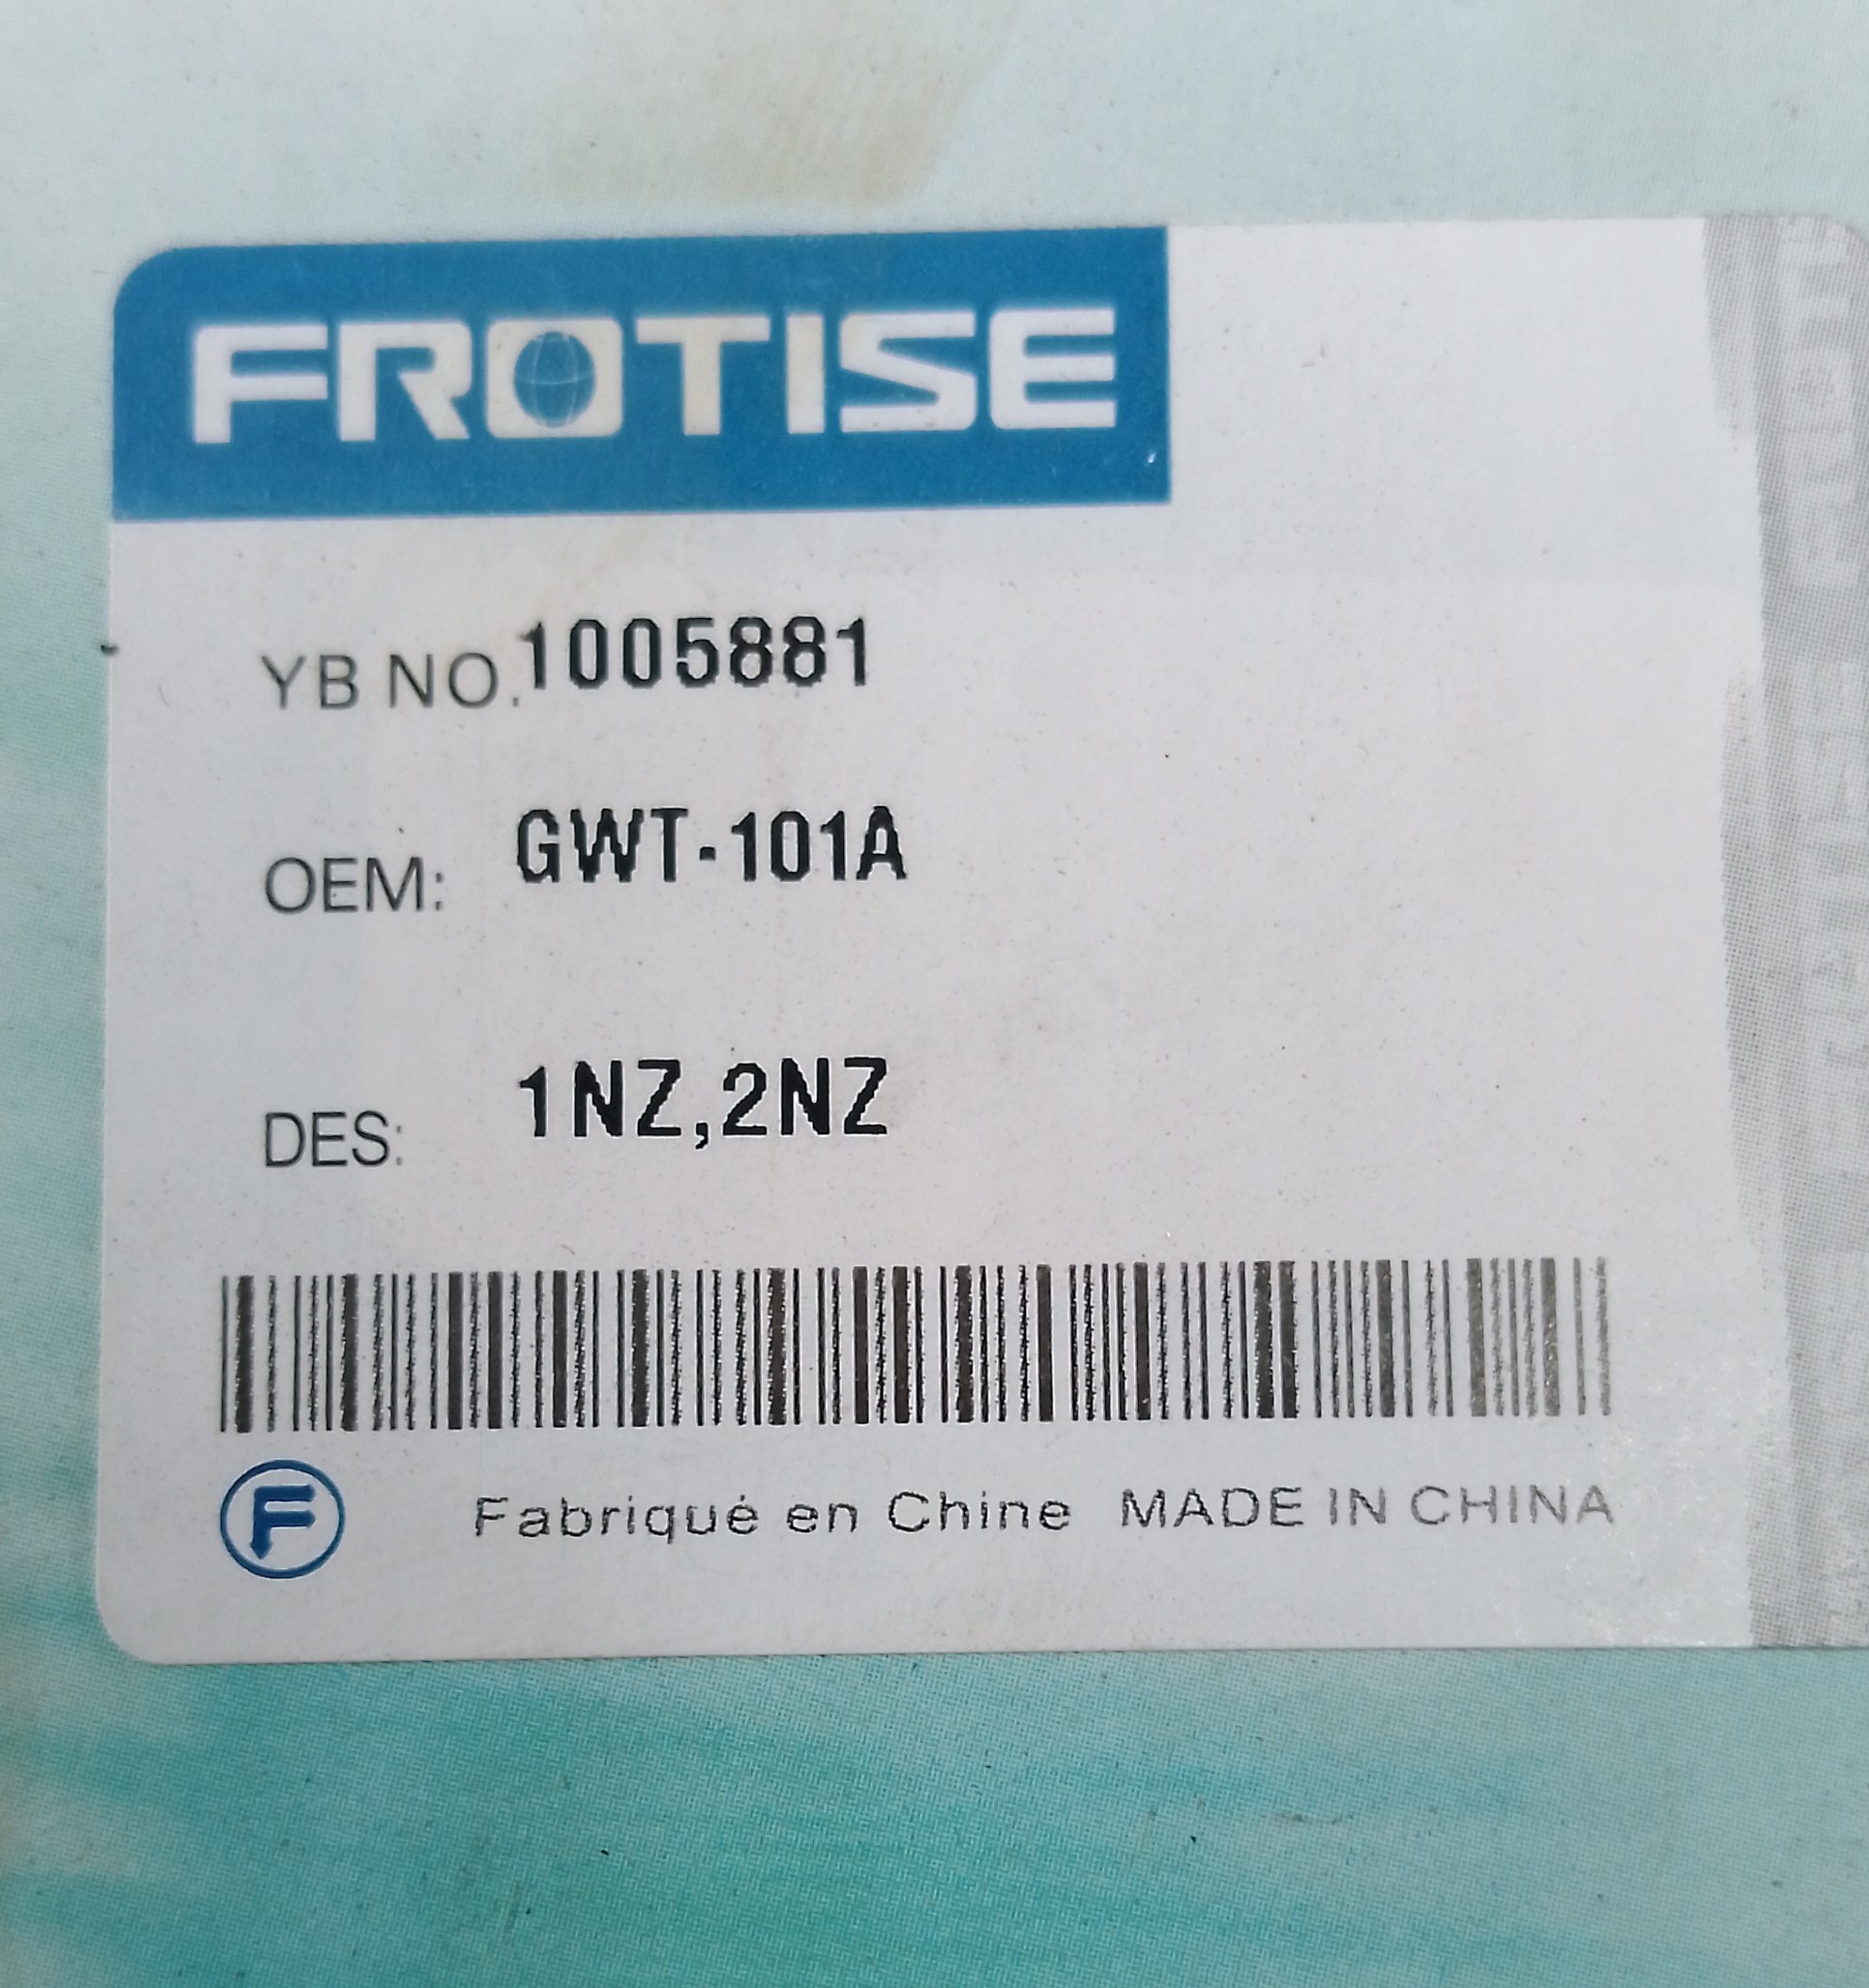 FROTISE
YB NO. 1005881
OEM: GWT-101A
DES: 1NZ,2NZ
F
Fabriqué en Chine MADE IN CHINA